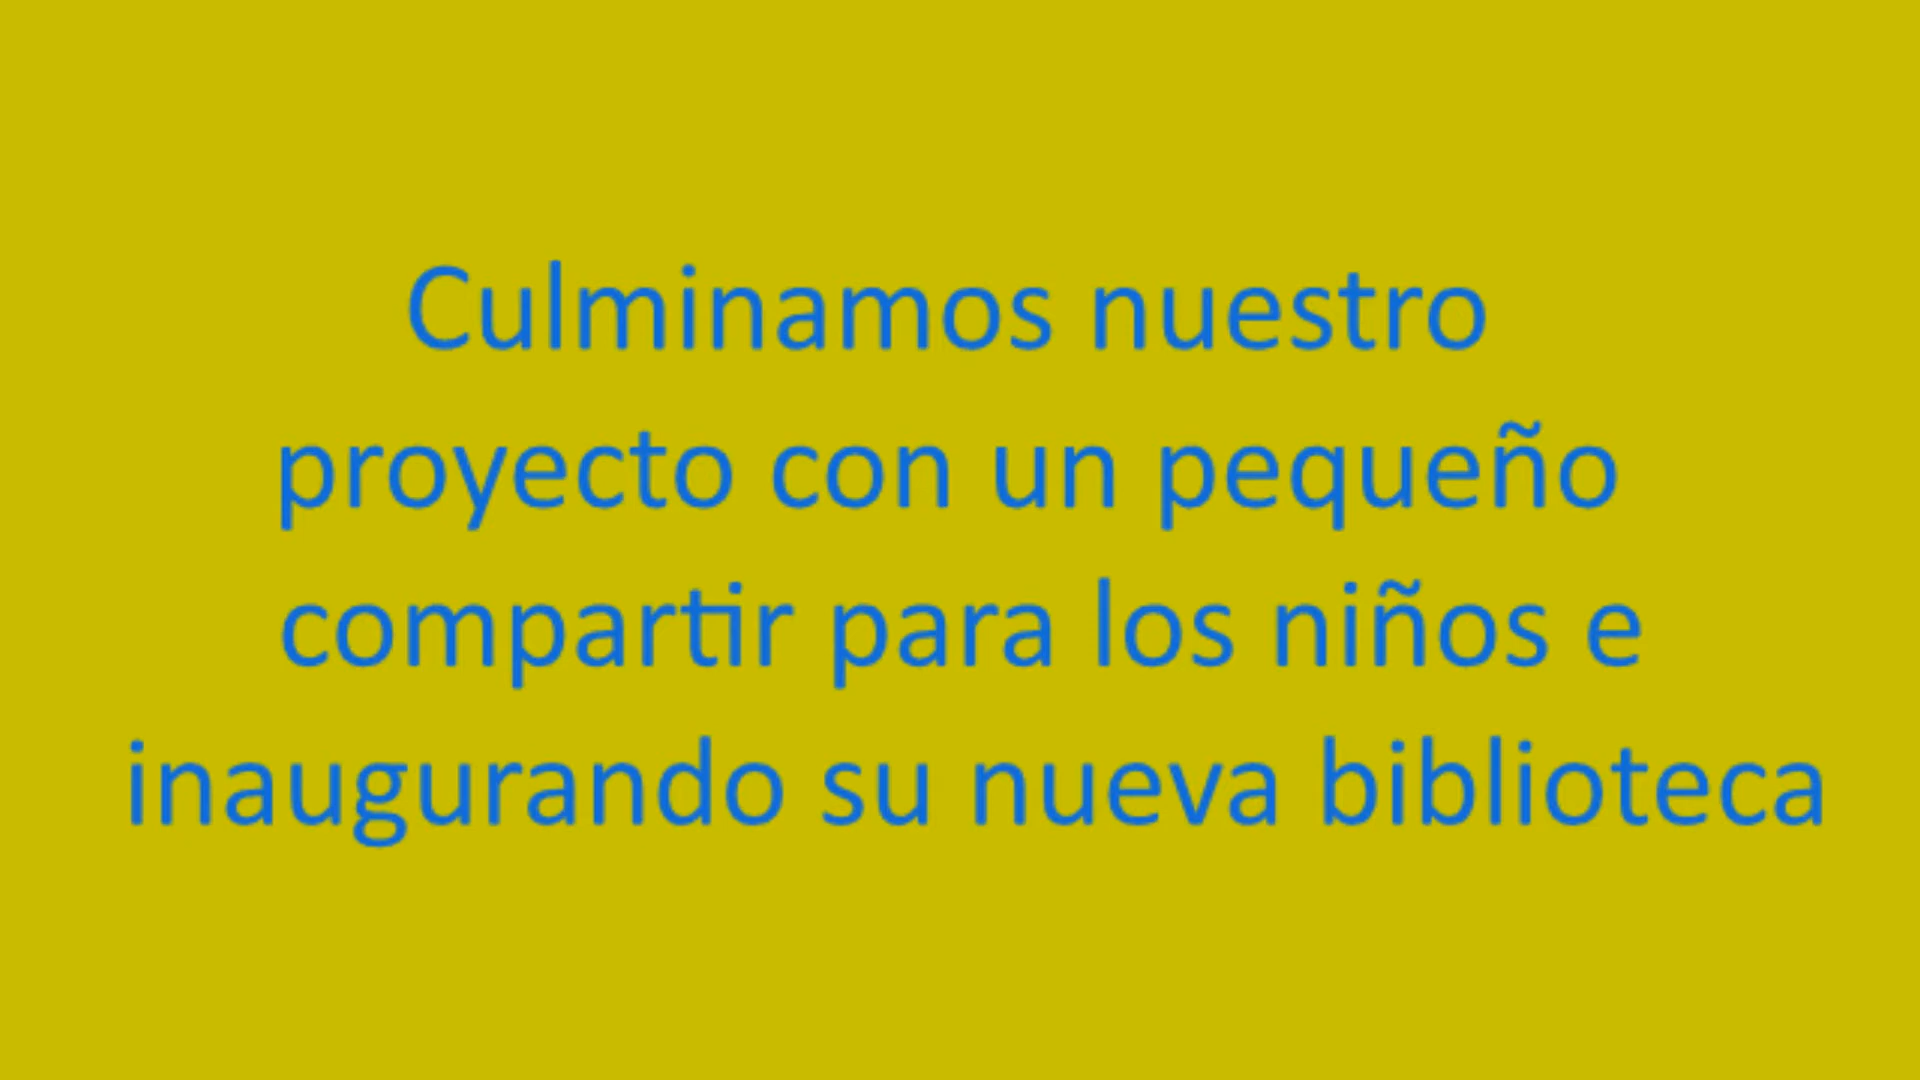 Culminamos nuestro
proyecto con un pequeño
compartir para los niños e
inaugurando su nueva biblioteca